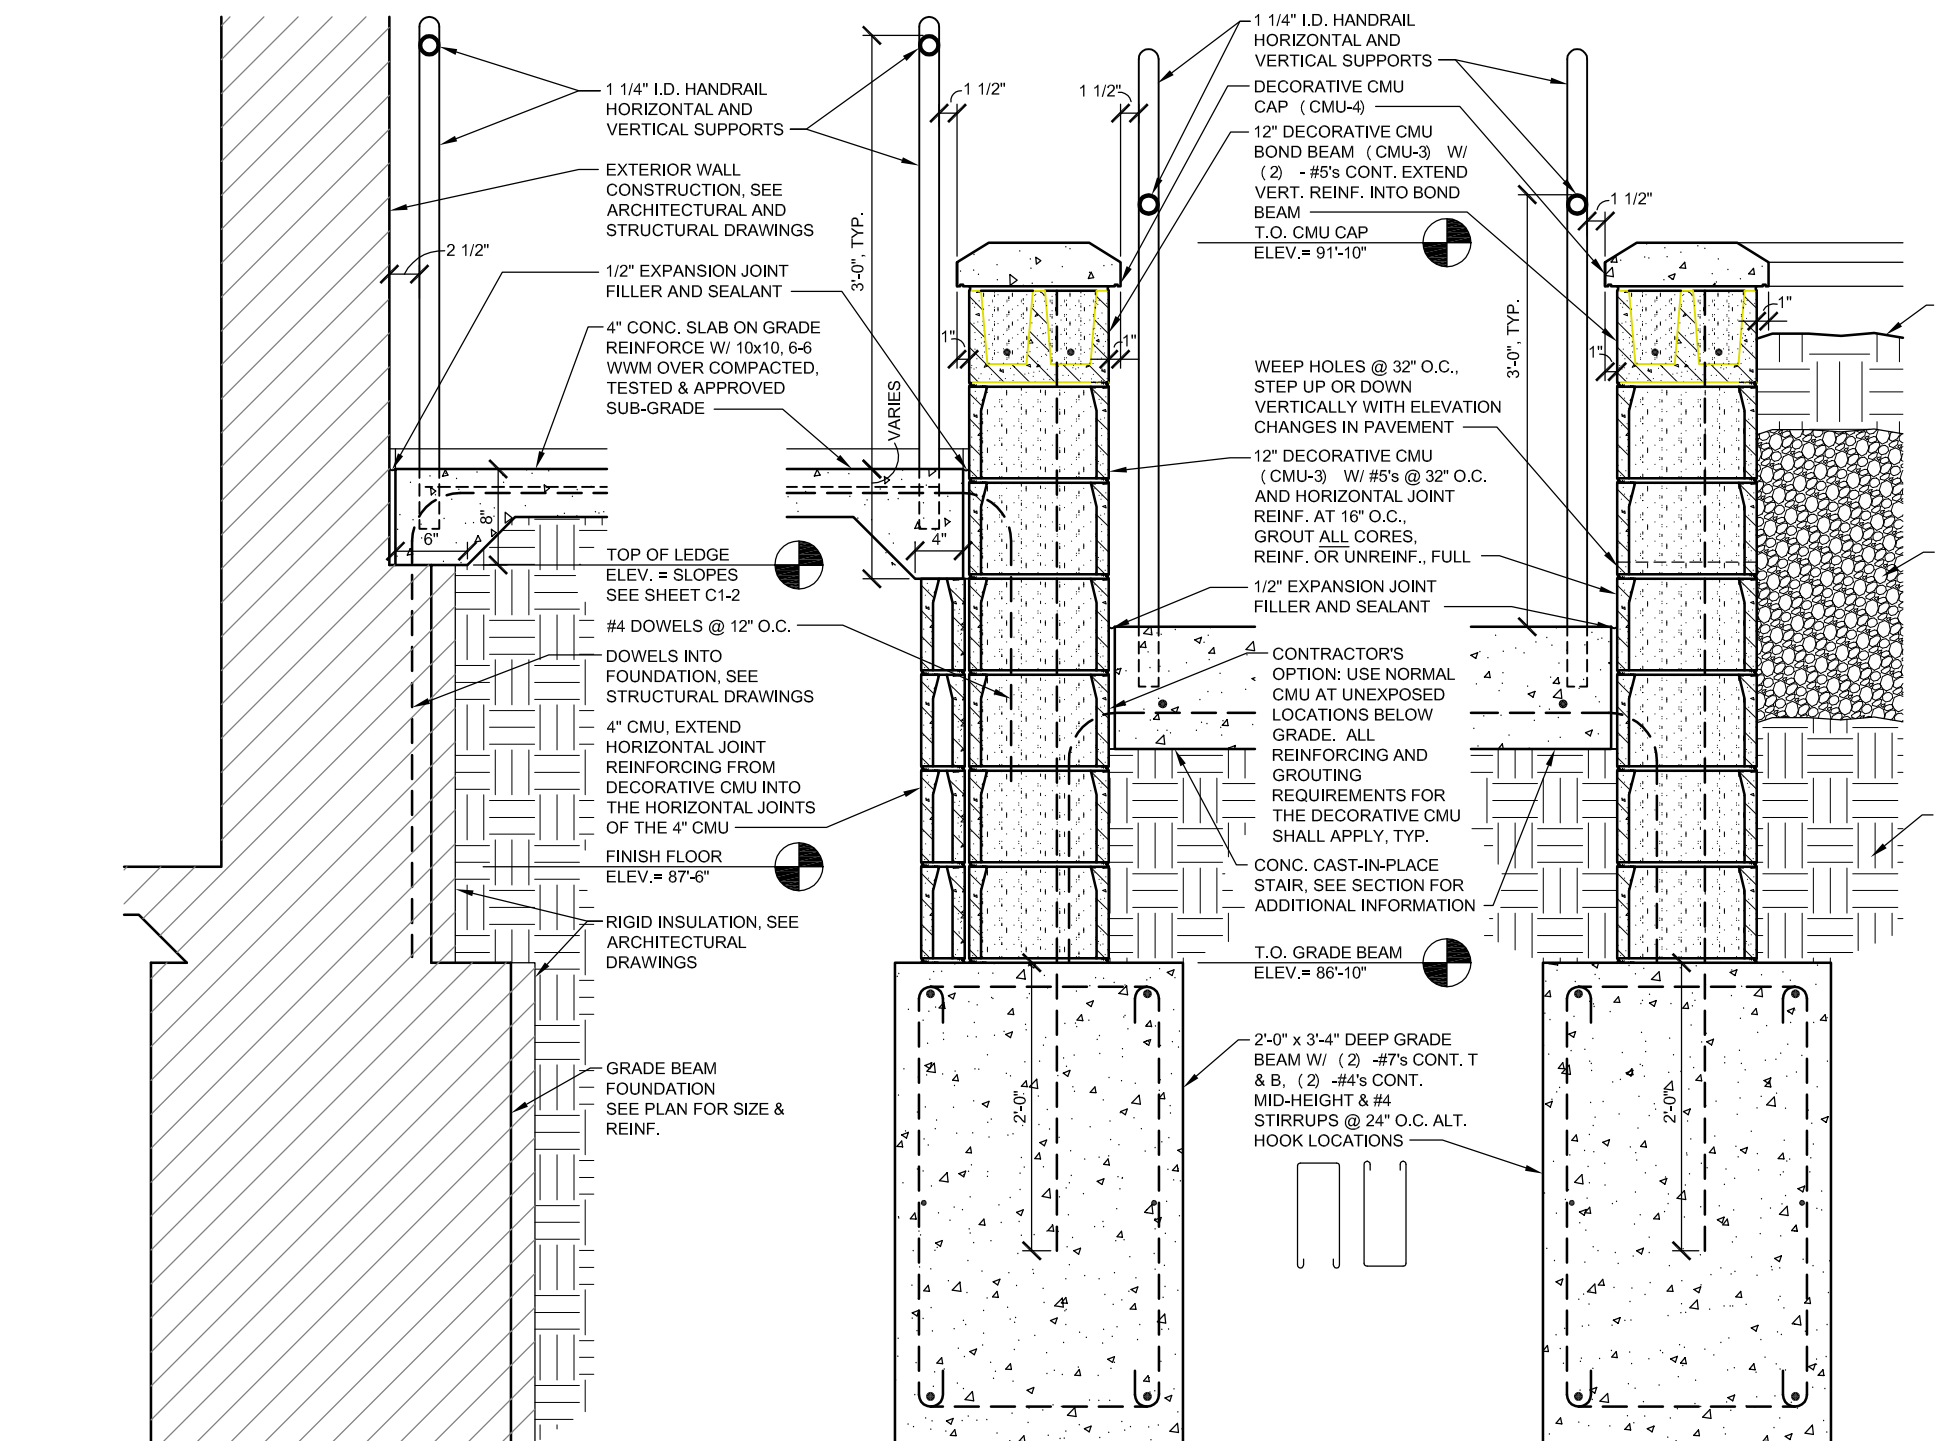 1 1/4" I.D. HANDRAIL
HORIZONTAL AND
VERTICAL SUPPORTS
EXTERIOR WALL
CONSTRUCTION, SEE
ARCHITECTURAL AND
STRUCTURAL DRAWINGS
2 1/2"
1/2" EXPANSION JOINT
FILLER AND SEALANT
4" CONC. SLAB ON GRADE
REINFORCE W/ 10x10, 6-6
WWM OVER COMPACTED,
TESTED & APPROVED
SUB-GRADE
8"
6"
TOP OF LEDGE
ELEV. = SLOPES
SEE SHEET C1-2
#4 DOWELS @ 12" O.C.
DOWELS INTO
FOUNDATION, SEE
STRUCTURAL DRAWINGS
4" CMU, EXTEND
HORIZONTAL JOINT
REINFORCING FROM
DECORATIVE CMU INTO
THE HORIZONTAL JOINTS
OF THE 4" CMU
FINISH FLOOR
ELEV.= 87'-6"
RIGID INSULATION, SEE
ARCHITECTURAL
DRAWINGS
GRADE BEAM
FOUNDATION
SEE PLAN FOR SIZE &
REINF.
3'-0", TYP.
VARIES
4"
1 1/2"
1 1/2"
1"
1"
2'-0"
1 1/4" I.D. HANDRAIL
HORIZONTAL AND
VERTICAL SUPPORTS
DECORATIVE CMU
CAP (CMU-4)
12" DECORATIVE CMU
BOND BEAM (CMU-3) W/
(2) - #5's CONT. EXTEND
VERT. REINF. INTO BOND
BEAM
T.O. CMU CAP
ELEV.= 91'-10"
WEEP HOLES @ 32" O.C.,
STEP UP OR DOWN
VERTICALLY WITH ELEVATION
CHANGES IN PAVEMENT
12" DECORATIVE CMU
(CMU-3) W/ #5's @ 32" O.C.
AND HORIZONTAL JOINT
REINF. AT 16" O.C.,
GROUT ALL CORES,
REINF. OR UNREINF., FULL
1/2" EXPANSION JOINT
FILLER AND SEALANT
CONTRACTOR'S
OPTION: USE NORMAL
CMU AT UNEXPOSED
LOCATIONS BELOW
GRADE. ALL
REINFORCING AND
GROUTING
REQUIREMENTS FOR
THE DECORATIVE CMU
SHALL APPLY, TYP.
CONC. CAST-IN-PLACE
STAIR, SEE SECTION FOR
ADDITIONAL INFORMATION
T.O. GRADE BEAM
ELEV.= 86'-10"
2'-0" x 3'-4" DEEP GRADE
BEAM W/ (2) -#7's CONT. T
& B, (2) -#4's CONT.
MID-HEIGHT & #4
STIRRUPS @ 24" O.C. ALT.
HOOK LOCATIONS
3'-0", TYP.
1 1/2"
1"
1"
2'-0"